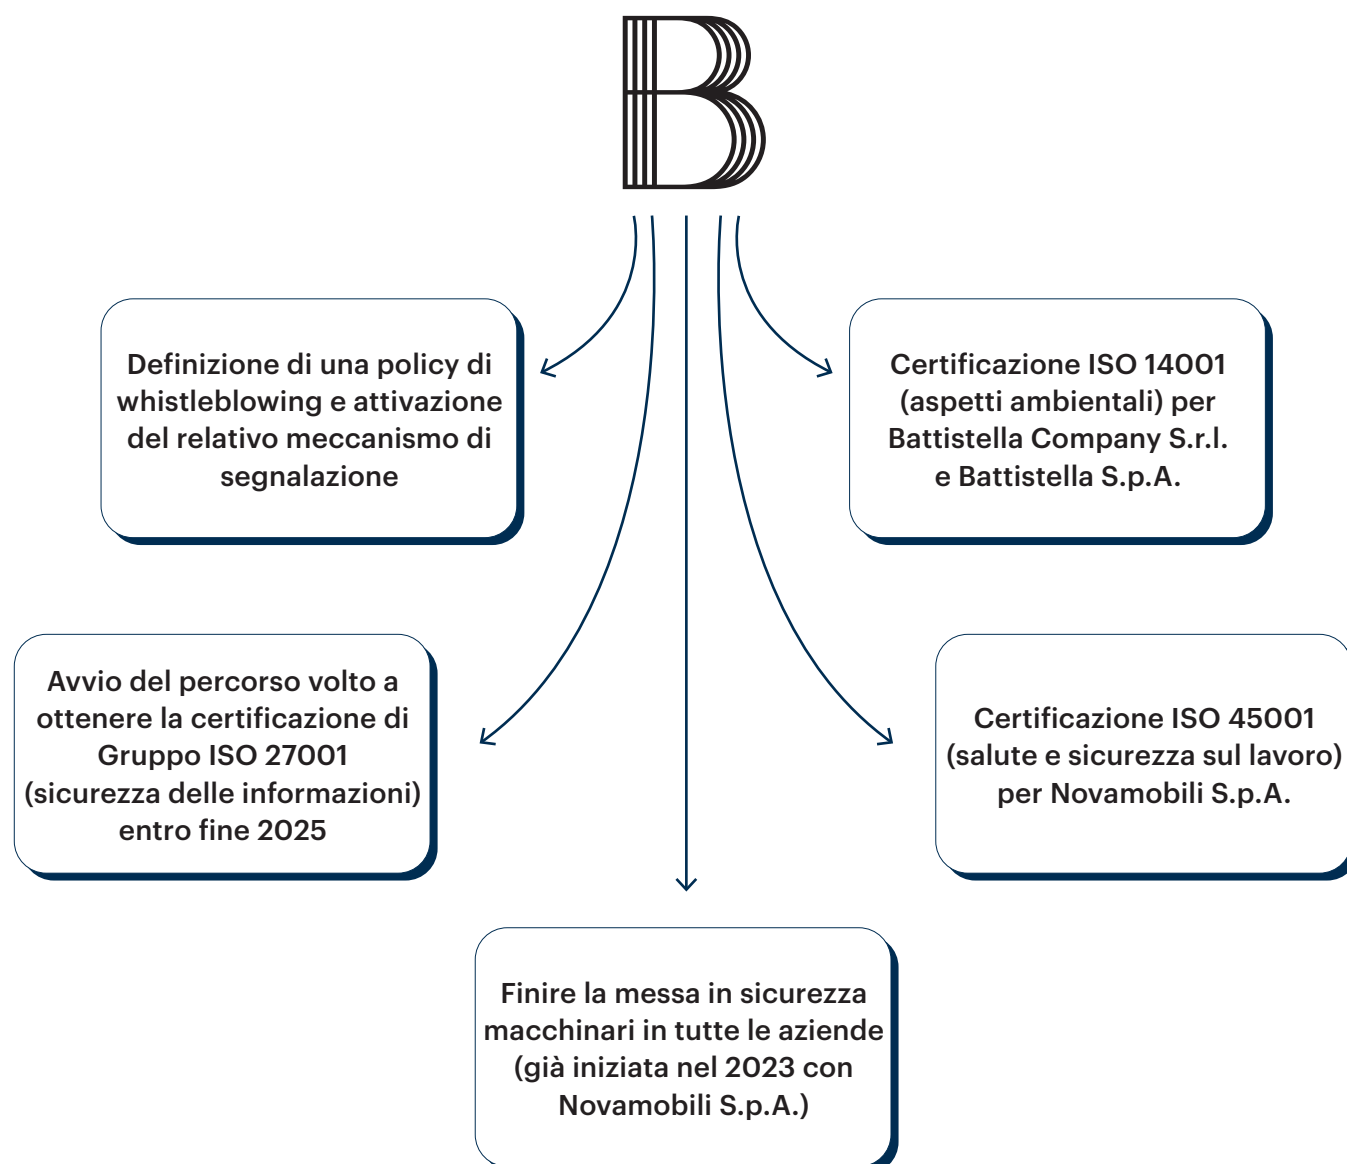 B
Definizione di una policy di
whistleblowing e attivazione
del relativo meccanismo di
segnalazione
Certificazione ISO 14001
(aspetti ambientali) per
Battistella Company S.r.l.
e Battistella S.p.A.
Avvio del percorso volto a
ottenere la certificazione di
Gruppo ISO 27001
(sicurezza delle informazioni)
entro fine 2025
Certificazione ISO 45001
(salute e sicurezza sul lavoro)
per Novamobili S.p.A.
Finire la messa in sicurezza
macchinari in tutte le aziende
(già iniziata nel 2023 con
Novamobili S.p.A.)